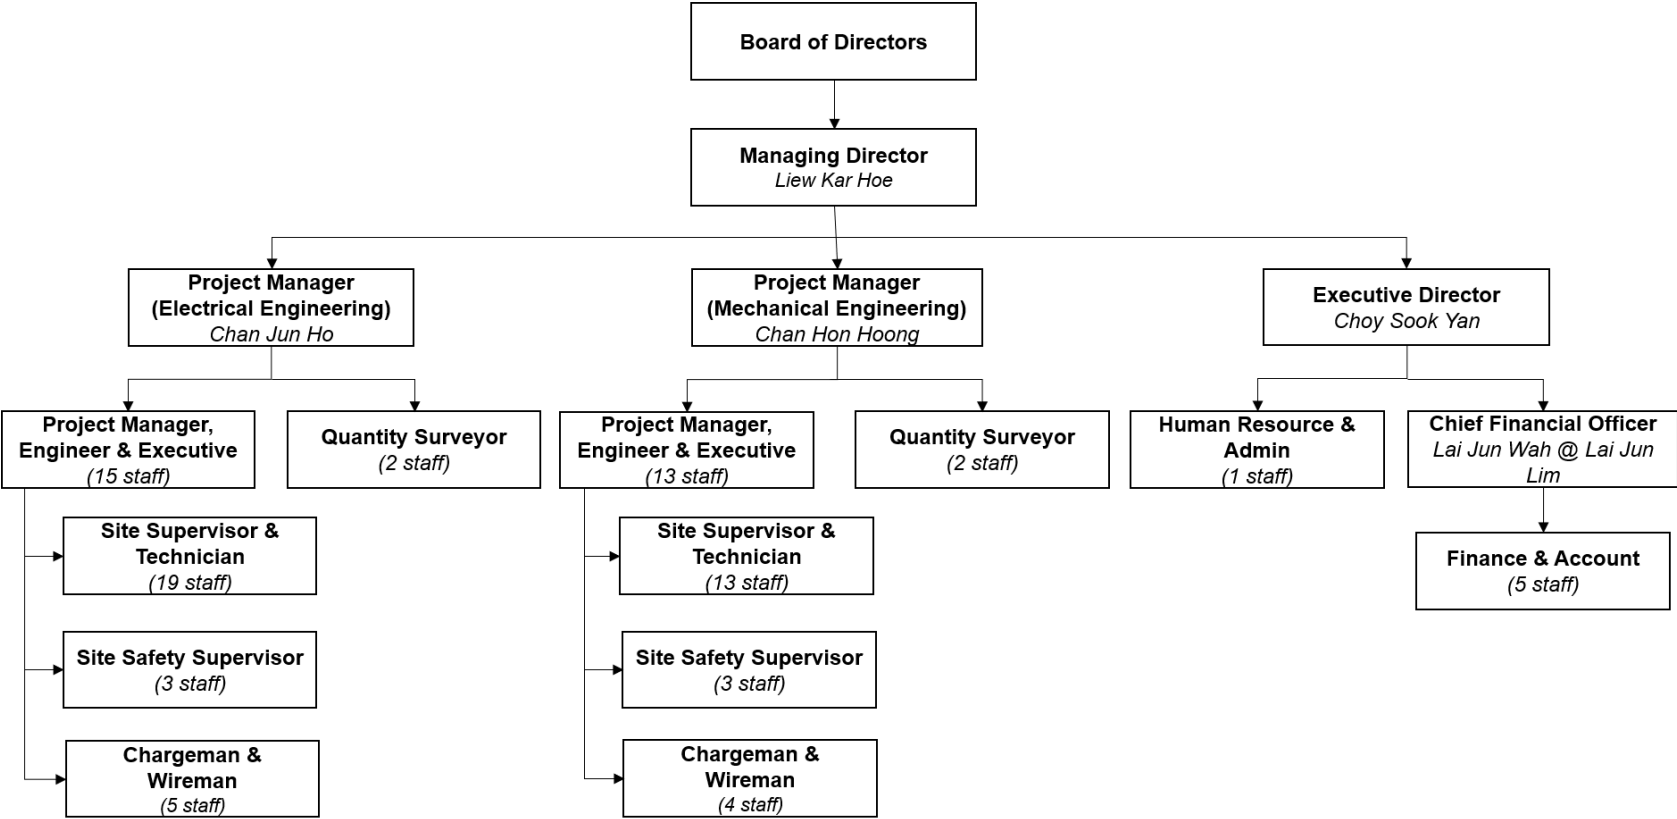 Board of Directors
Managing Director
Liew Kar Hoe
Project Manager
(Electrical Engineering)
Chan Jun Ho
Project Manager
(Mechanical Engineering)
Chan Hon Hoong
Executive Director
Choy Sook Yan
Project Manager,
Engineer & Executive
(15 staff)
Quantity Surveyor
(2 staff)
Project Manager,
Engineer & Executive
(13 staff)
Quantity Surveyor
(2 staff)
Human Resource &
Admin
(1 staff)
Chief Financial Officer
Lai Jun Wah @ Lai Jun
Lim
Site Supervisor &
Technician
(19 staff)
Site Supervisor &
Technician
(13 staff)
Finance & Account
(5 staff)
Site Safety Supervisor
(3 staff)
Site Safety Supervisor
(3 staff)
Chargeman &
Wireman
(5 staff)
Chargeman &
Wireman
(4 staff)